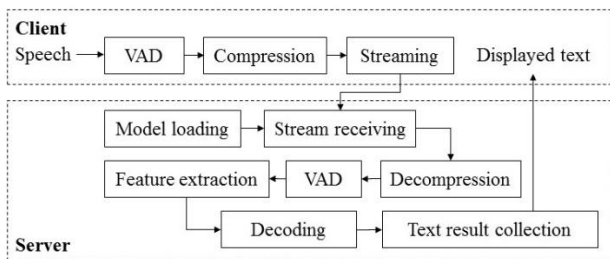 Client
Speech VAD Compression Streaming Displayed text
Model loading Stream receiving
Feature extraction VAD Decompression
Decoding Text result collection
Server